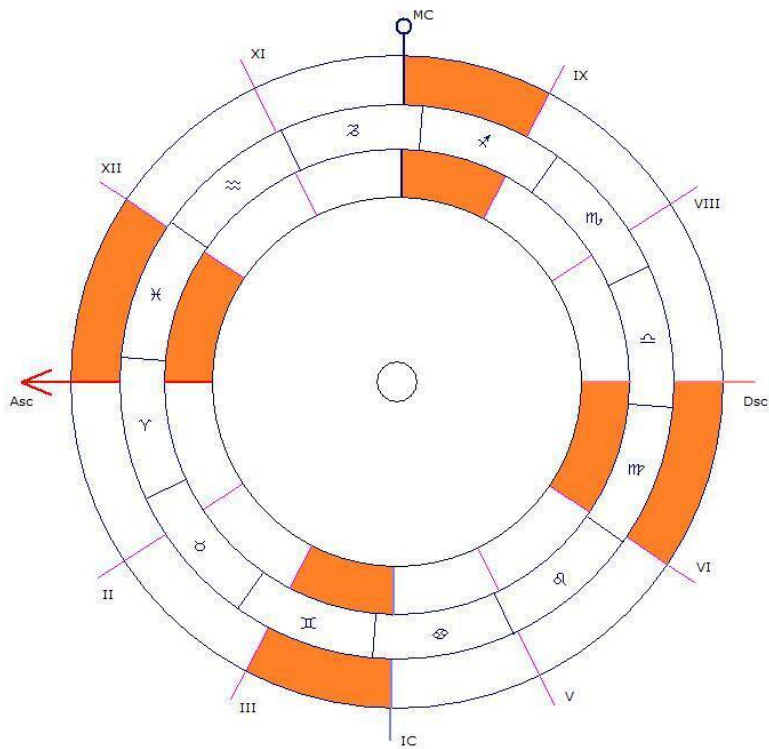 MC
XI
IX
♑
♐
XII
♒
♏
VIII
♓
♎
Asc
Dsc
♈
♍
♉
♌
II
♊
♋
VI
III
V
IC